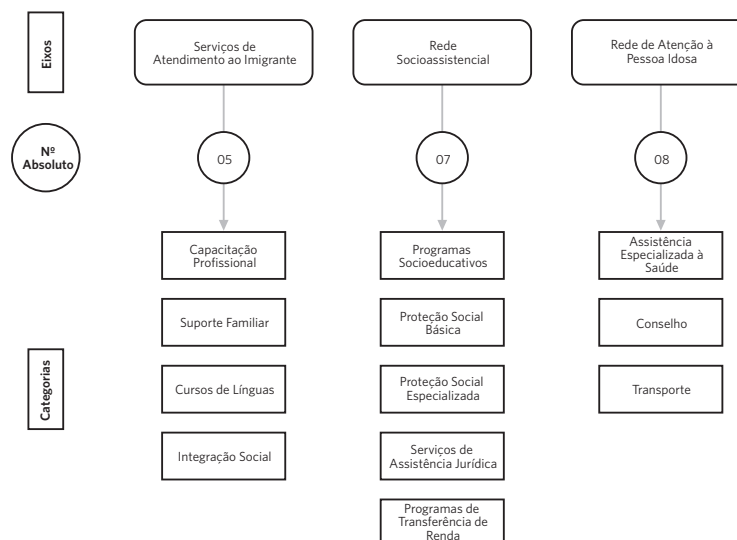 Eixos
Serviços de
Atendimento ao Imigrante
Rede
Socioassistencial
Rede de Atenção à
Pessoa Idosa
Nº
Absoluto
05
07
08
Categorias
Capacitação
Profissional
Suporte Familiar
Cursos de Línguas
Integração Social
Programas
Socioeducativos
Proteção Social
Básica
Proteção Social
Especializada
Serviços de
Assistência Jurídica
Programas de
Transferência de
Renda
Assistência
Especializada à
Saúde
Conselho
Transporte